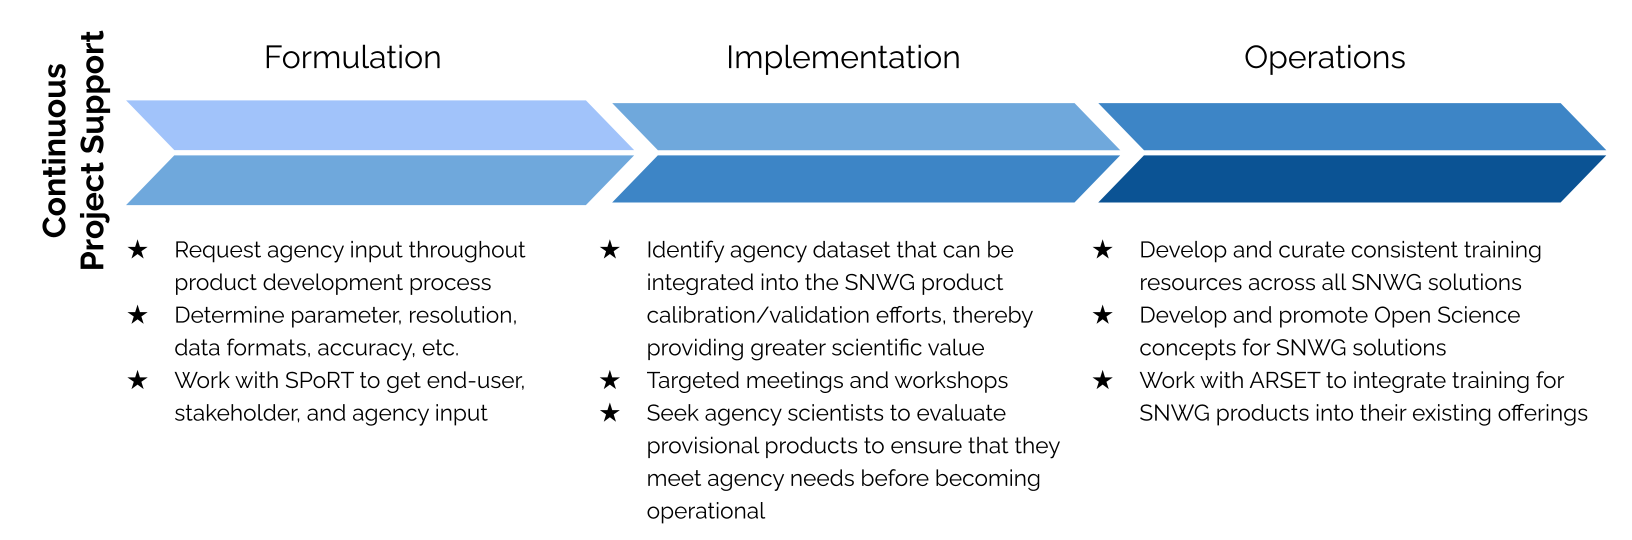 Continuous
Project Support
Formulation
Implementation
Operations
★ Request agency input throughout
product development process
★ Determine parameter, resolution,
data formats, accuracy, etc.
★ Work with SPoRT to get end-user,
stakeholder, and agency input
★ Identify agency dataset that can be
integrated into the SNWG product
calibration/validation efforts, thereby
providing greater scientific value
★ Targeted meetings and workshops
★ Seek agency scientists to evaluate
provisional products to ensure that they
meet agency needs before becoming
operational
★ Develop and curate consistent training
resources across all SNWG solutions
★ Develop and promote Open Science
concepts for SNWG solutions
★ Work with ARSET to integrate training for
SNWG products into their existing offerings